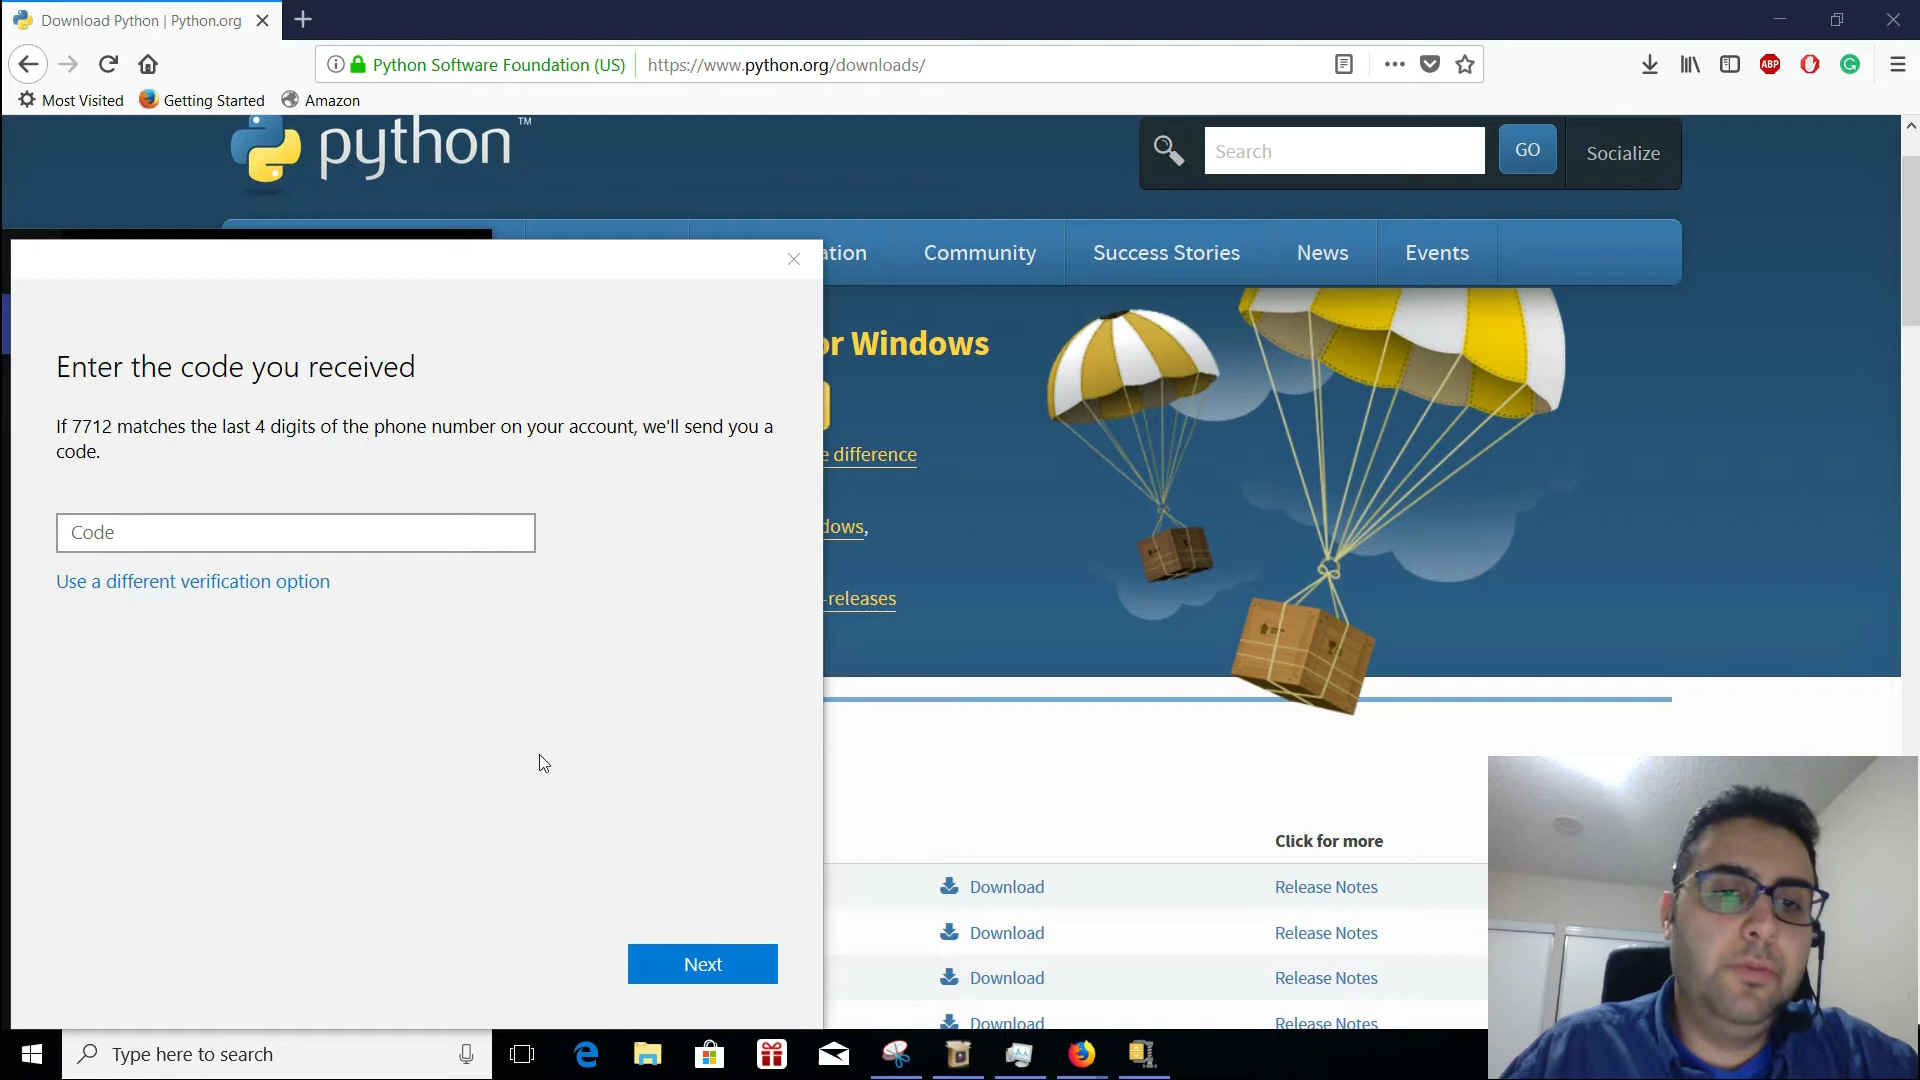 Download Python | Python.org
Python Software Foundation (US)
https://www.python.org/downloads/
ABP
Most Visited
Getting Started
Amazon
python™
Search
GO
Socialize
ation
Community
Success Stories
News
Events
or Windows
e difference
dows,
-releases
Enter the code you received
If 7712 matches the last 4 digits of the phone number on your account, we'll send you a
code.
Code
Use a different verification option
Next
Click for more
Download
Release Notes
Download
Release Notes
Download
Release Notes
Download
Release Notes
Type here to search